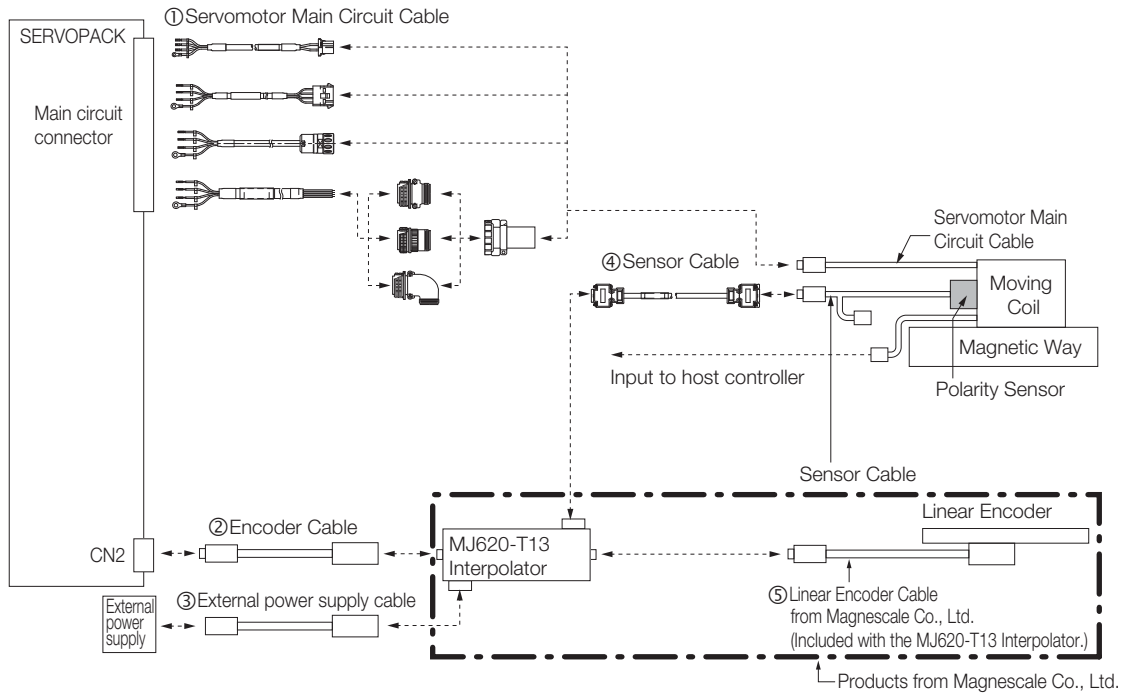 ①Servomotor Main Circuit Cable
SERVOPACK
Main circuit
connector
Servomotor Main
Circuit Cable
④Sensor Cable
Moving
Coil
Magnetic Way
Input to host controller
Polarity Sensor
Sensor Cable
Linear Encoder
②Encoder Cable
CN2
MJ620-T13
Interpolator
③External power supply cable
External
power
supply
⑤Linear Encoder Cable
from Magnescale Co., Ltd.
(Included with the MJ620-T13 Interpolator.)
Products from Magnescale Co., Ltd.